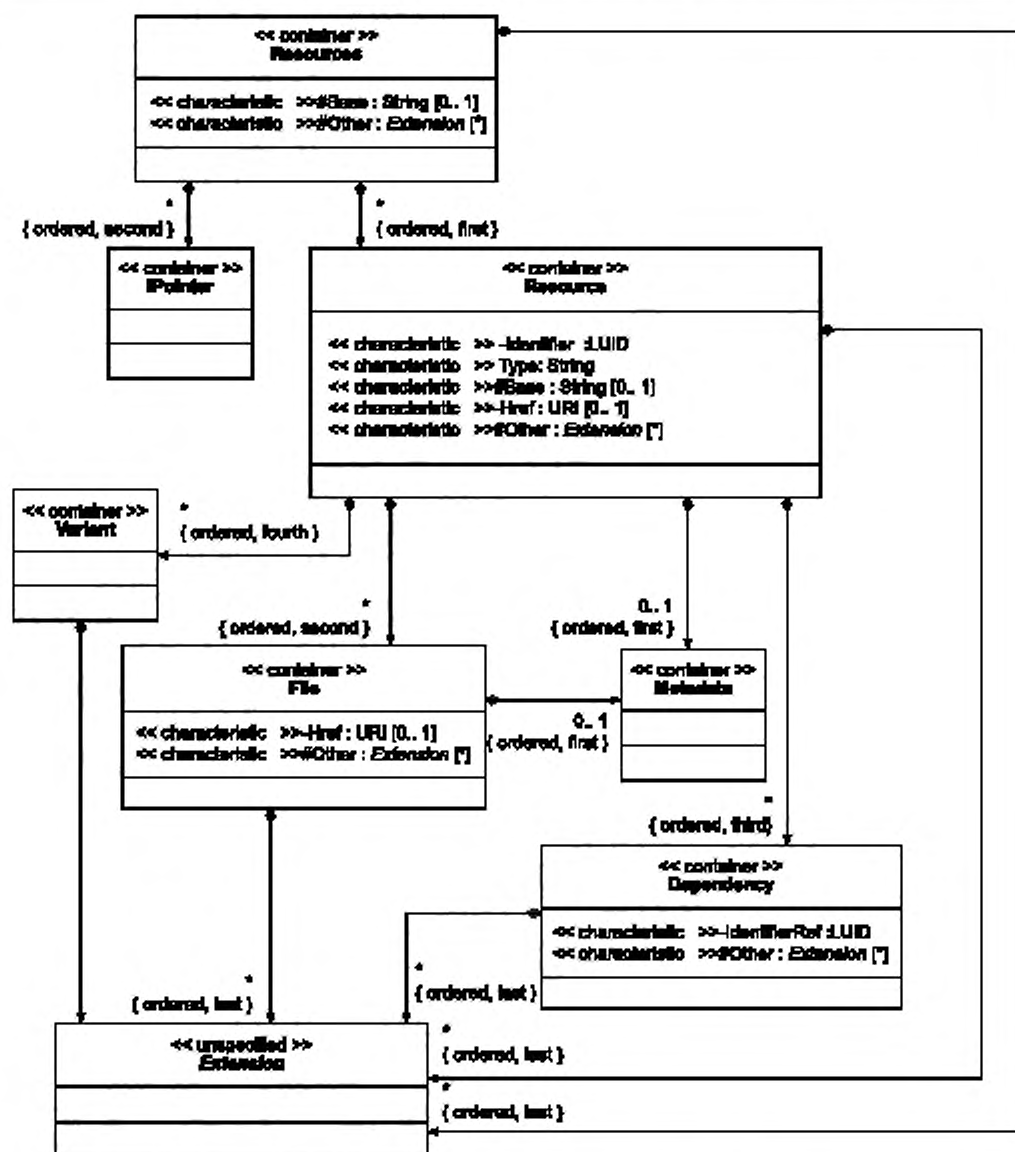 << container >>
Resources
<< characteristic >>#Base : String [0.. 1]
<< characteristic >>#Other : Extension [*]
*
{ ordered, second }
*
{ ordered, first }
<< container >>
IPointer
<< container >>
Resource
<< characteristic >>-Identifier :LUID
<< characteristic >>-Type: String
<< characteristic >>#Base : String [0.. 1]
<< characteristic >>-Href : URI [0.. 1]
<< characteristic >>#Other : Extension [*]
<< container >>
Variant
*
{ ordered, fourth }
*
{ ordered, second }
0.. 1
{ ordered, first }
<< container >>
File
<< characteristic >>-Href : URI [0.. 1]
<< characteristic >>#Other : Extension [*]
0.. 1
{ ordered, first }
<< container >>
Metadata
*
{ ordered, third}
<< container >>
Dependency
<< characteristic >>-IdentifierRef :LUID
<< characteristic >>#Other : Extension [*]
*
{ ordered, last }
*
{ ordered, last }
<< unspecified >>
Extension
*
{ ordered, last }
*
{ ordered, last }